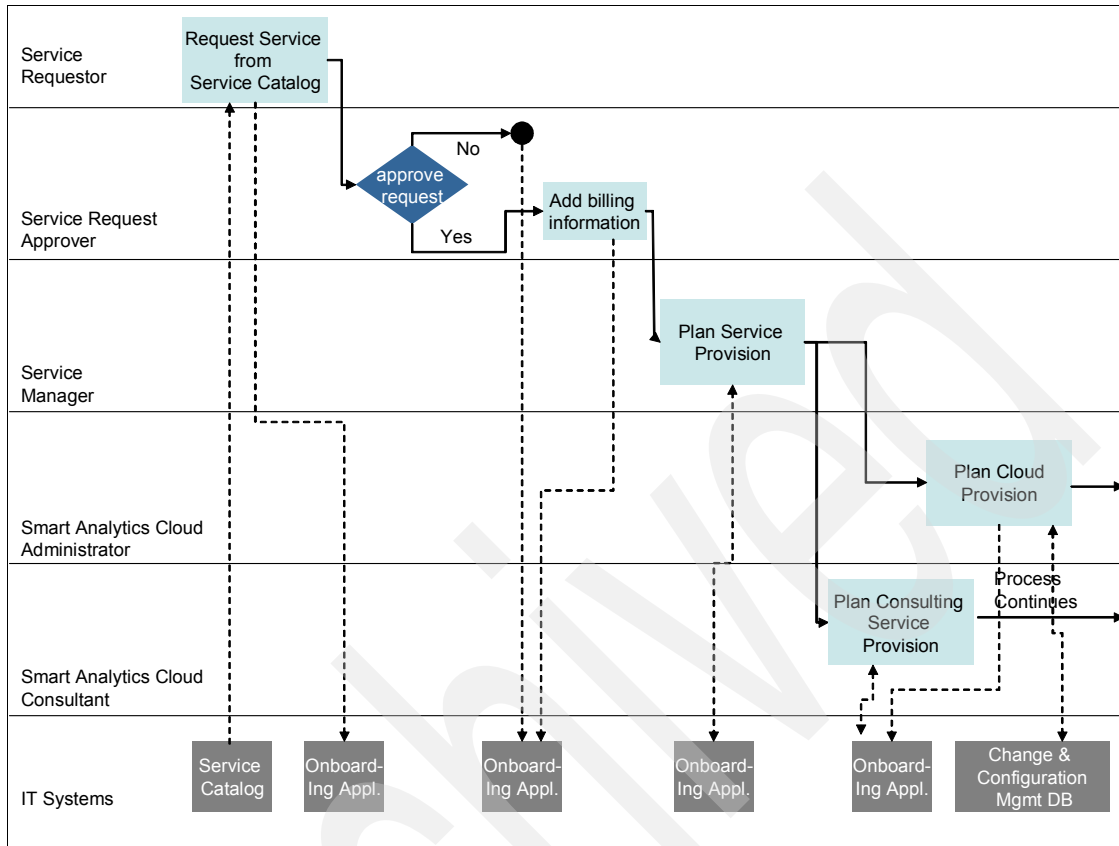 Service
Requestor
Request Service
from
Service Catalog
No
approve
request
Yes
Add billing
information
Service Request
Approver
Plan Service
Provision
Service
Manager
Plan Cloud
Provision
Smart Analytics Cloud
Administrator
Process
Continues
Plan Consulting
Service
Provision
Smart Analytics Cloud
Consultant
IT Systems
Service
Catalog
Onboard-
Ing Appl.
Onboard-
Ing Appl.
Onboard-
Ing Appl.
Onboard-
Ing Appl.
Change &
Configuration
Mgmt DB
hived